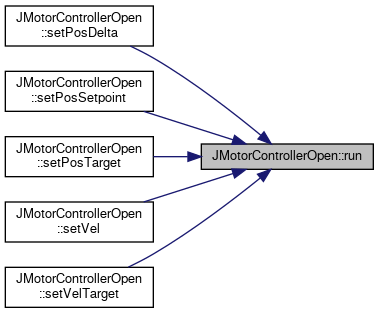 JMotorControllerOpen
::setPosDelta
JMotorControllerOpen
::setPosSetpoint
JMotorControllerOpen
::setPosTarget
JMotorControllerOpen::run
JMotorControllerOpen
::setVel
JMotorControllerOpen
::setVelTarget